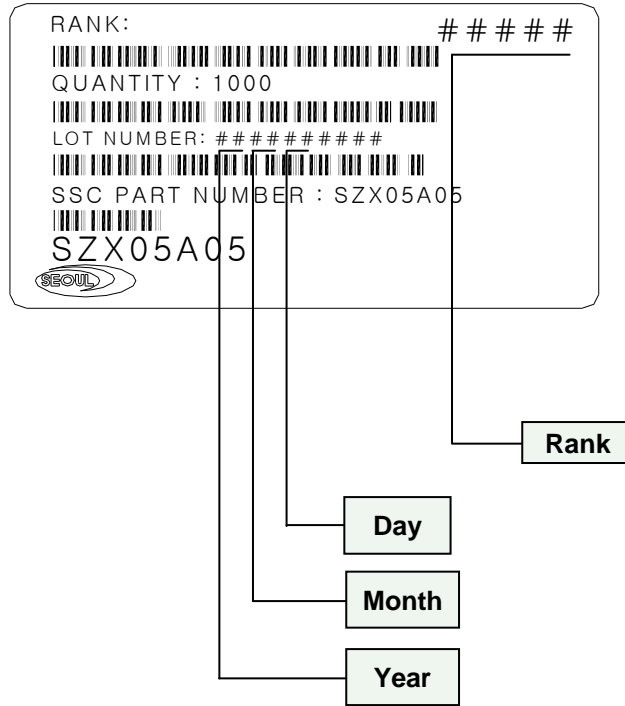 RANK: #####
QUANTITY : 1000
LOT NUMBER: ##########
SSC PART NUMBER : SZX05A05
SZX05A05
SEOUL
Rank
Day
Month
Year